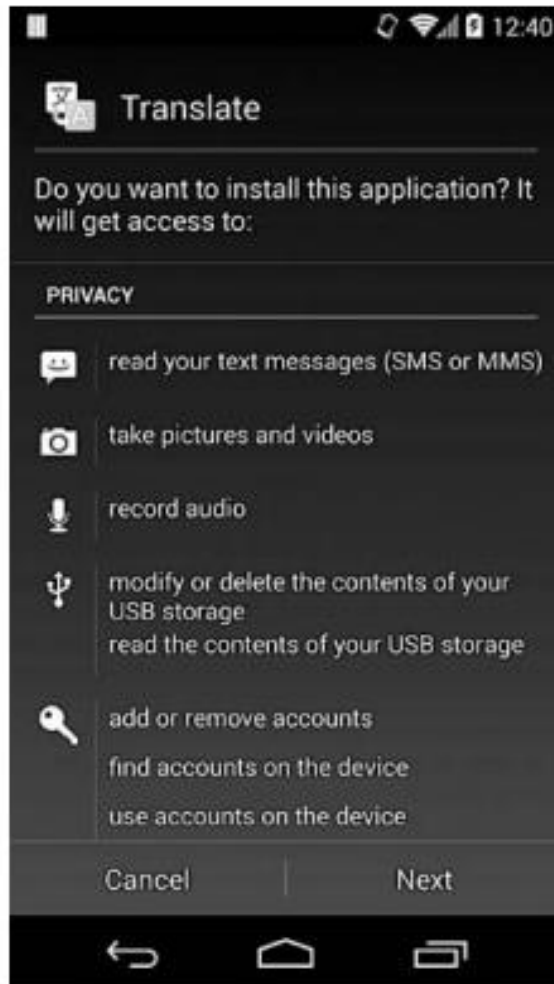 12:40
Translate
Do you want to install this application? It
will get access to:
PRIVACY
read your text messages (SMS or MMS)
take pictures and videos
record audio
modify or delete the contents of your
USB storage
read the contents of your USB storage
add or remove accounts
find accounts on the device
use accounts on the device
Cancel
Next